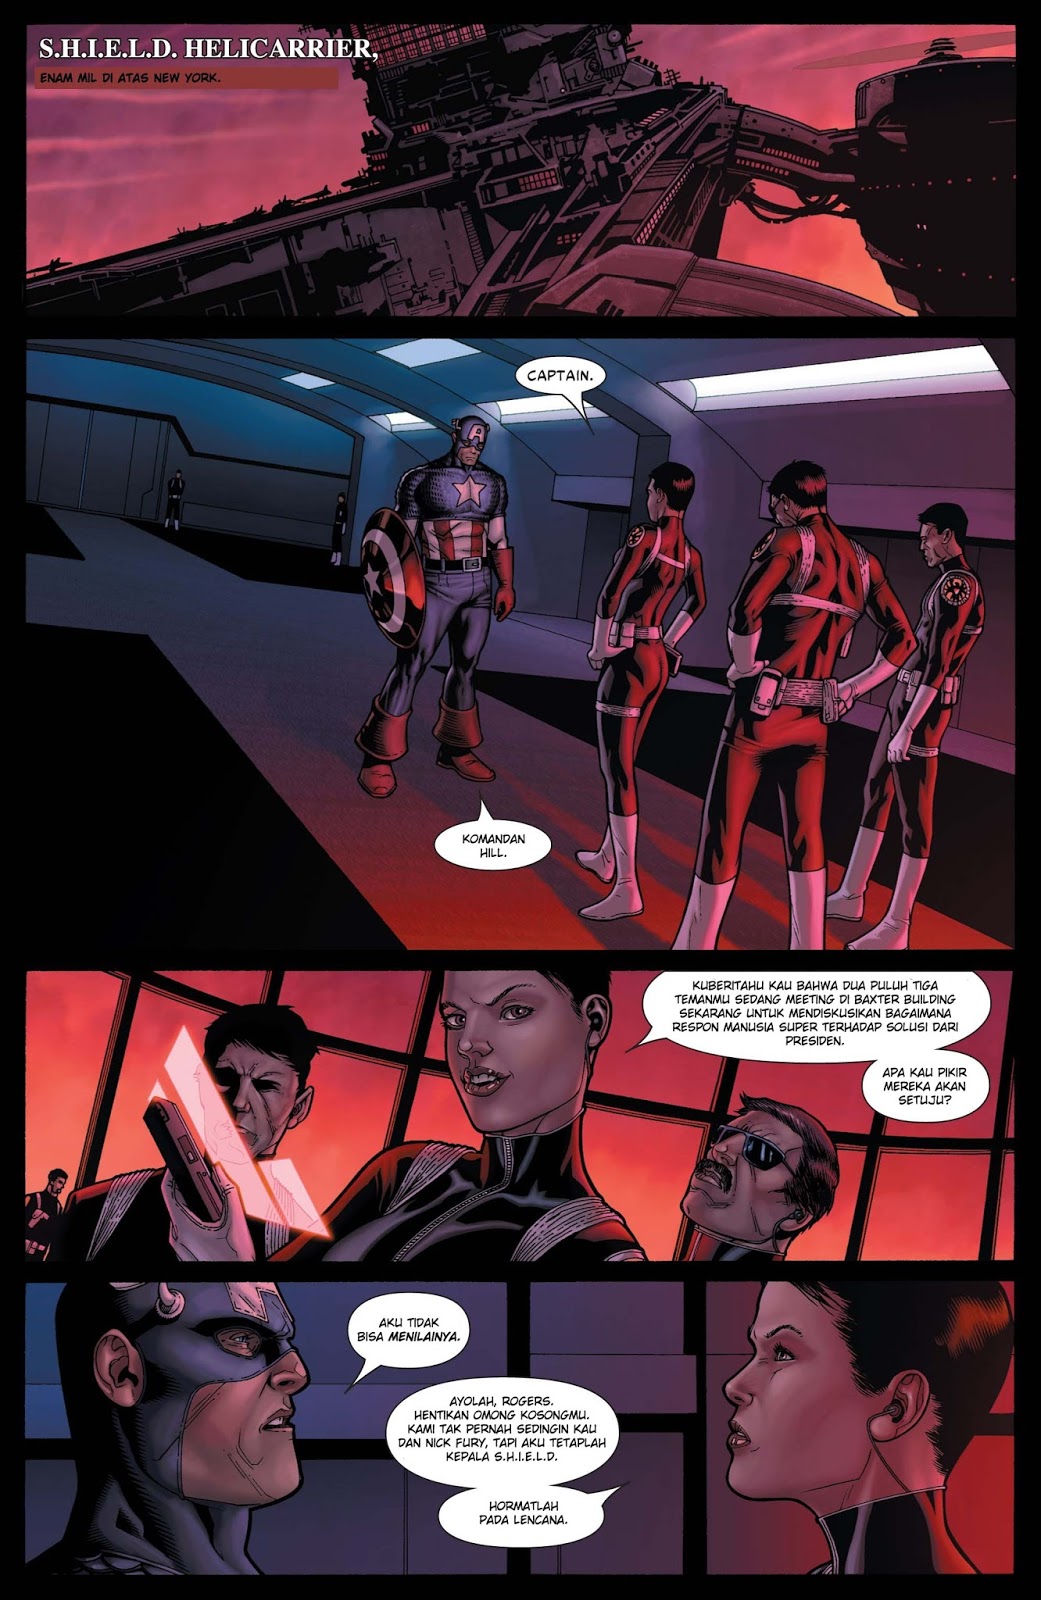 S.H.I.E.L.D. HELICARRIER,
ENAM MIL DI ATAS NEW YORK.
CAPTAIN.
A
KOMANDAN
HILL.
KUBERITAHU KAU BAHWA DUA PULUH TIGA
TEMANMU SEDANG MEETING DI BAXTER BUILDING
SEKARANG UNTUK MENDISKUSIKAN BAGAIMANA
RESPON MANUSIA SUPER TERHADAP SOLUSI DARI
PRESIDEN.
APA KAU PIKIR
MEREKA AKAN
SETUJU?
AKU TIDAK
BISA MENILAINYA.
AYOLAH, ROGERS.
HENTIKAN OMONG KOSONGMU.
KAMI TAK PERNAH SEDINGIN KAU
DAN NICK FURY, TAPI AKU TETAPLAH
KEPALA S.H.I.E.L.D.
HORMATLAH
PADA LENCANA.